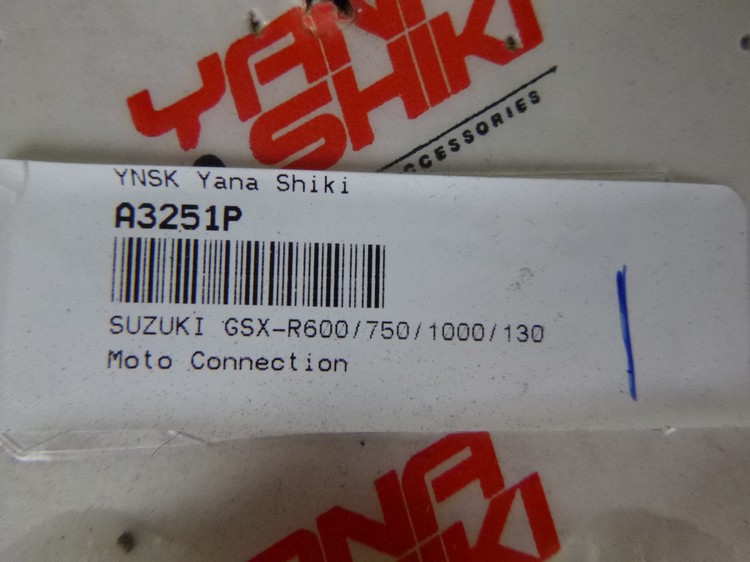 YANA
SHIKI
ACCESSORIES
YNSK Yana Shiki
A3251P
SUZUKI GSX-R600/750/1000/130
Moto Connection
YANA
SHIKI